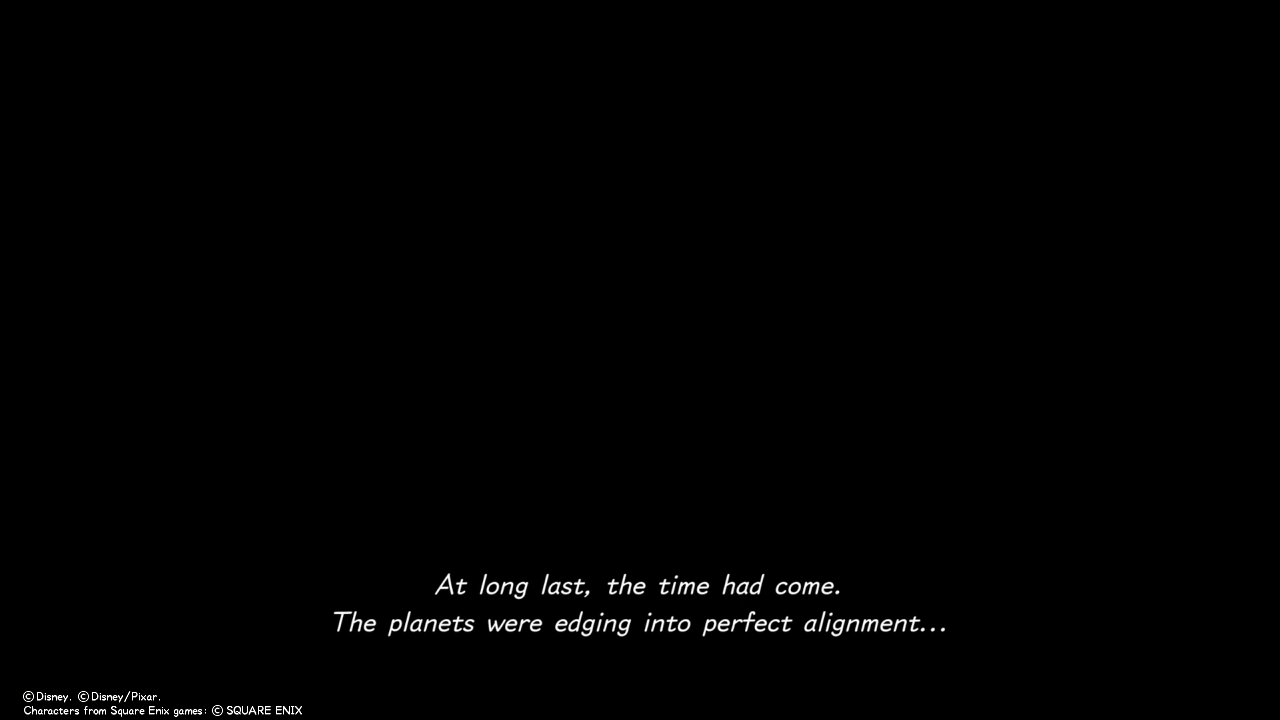 At long last, the time had come.
The planets were edging into perfect alignment...
©Disney. ©Disney/Pixar.
Characters from Square Enix games: © SQUARE ENIX